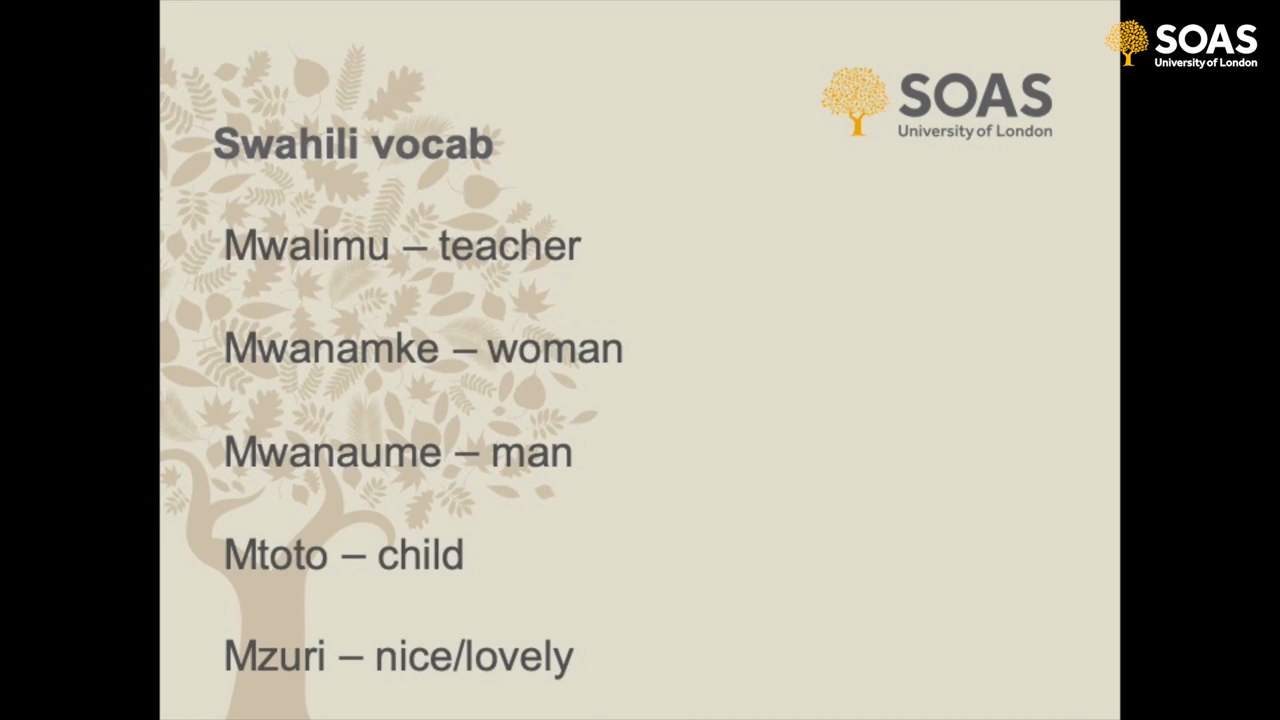 SOAS
University of London
SOAS
University of London
Swahili vocab
Mwalimu – teacher
Mwanamke – woman
Mwanaume – man
Mtoto – child
Mzuri – nice/lovely